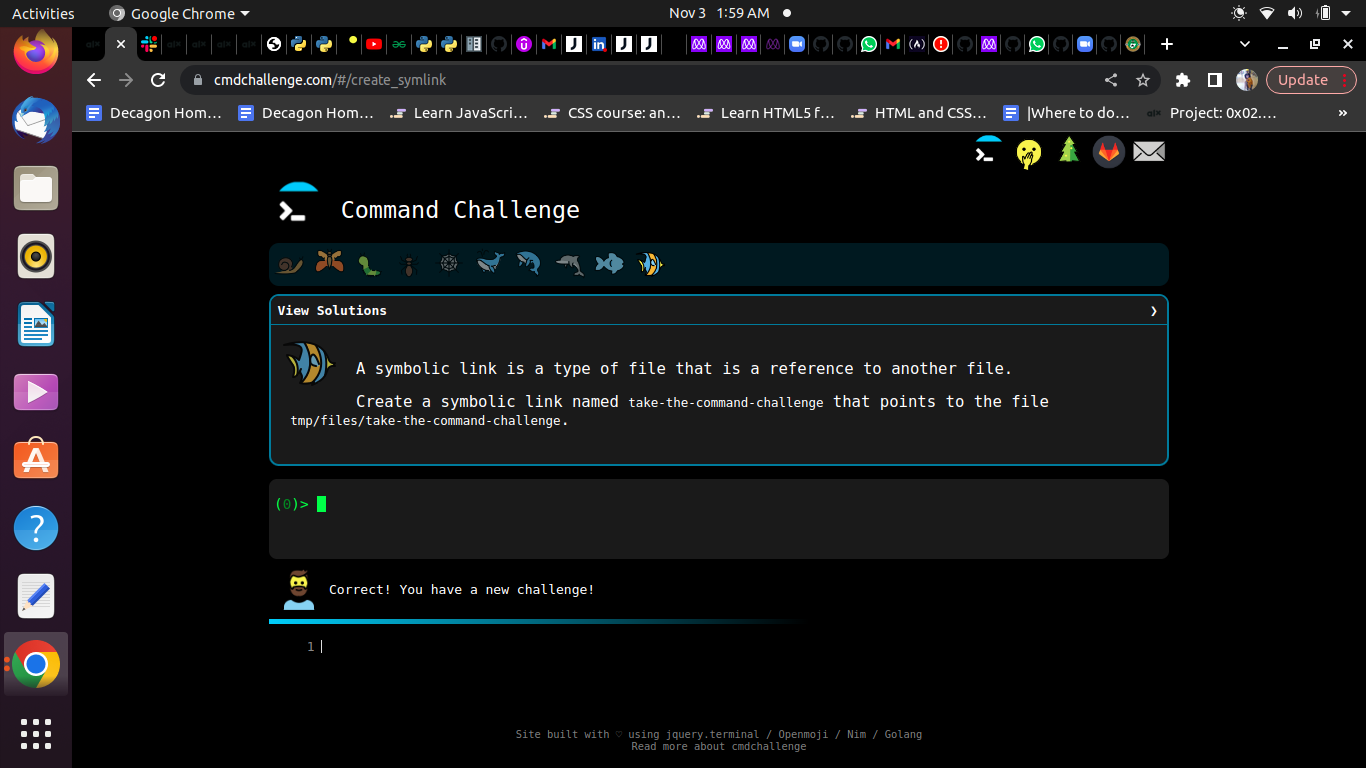 Activities
Google Chrome
Nov 3 1:59 AM
cmdchallenge.com/#/create_symlink
Update
Decagon Hom…
Decagon Hom…
Learn JavaScri…
CSS course: an…
Learn HTML5 f…
HTML and CSS…
|Where to do…
Project: 0x02.…
»
Command Challenge
View Solutions
A symbolic link is a type of file that is a reference to another file.
Create a symbolic link named take-the-command-challenge that points to the file
tmp/files/take-the-command-challenge.
(0)>
Correct! You have a new challenge!
1
Site built with ♡ using jquery.terminal / Openmoji / Nim / Golang
Read more about cmdchallenge